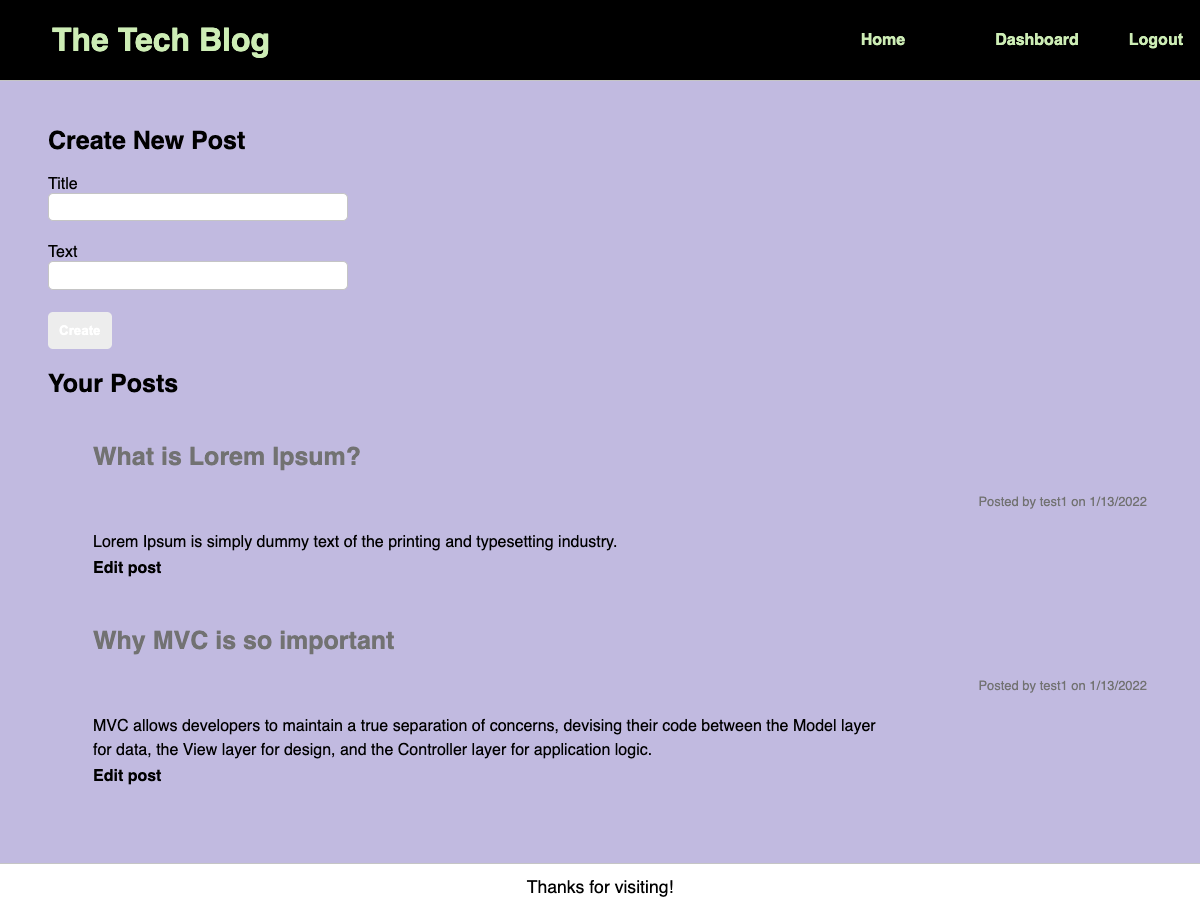 The Tech Blog
Home Dashboard Logout
Create New Post
Title
Text
Create
Your Posts
What is Lorem Ipsum?
Posted by test1 on 1/13/2022
Lorem Ipsum is simply dummy text of the printing and typesetting industry.
Edit post
Why MVC is so important
Posted by test1 on 1/13/2022
MVC allows developers to maintain a true separation of concerns, devising their code between the Model layer
for data, the View layer for design, and the Controller layer for application logic.
Edit post
Thanks for visiting!